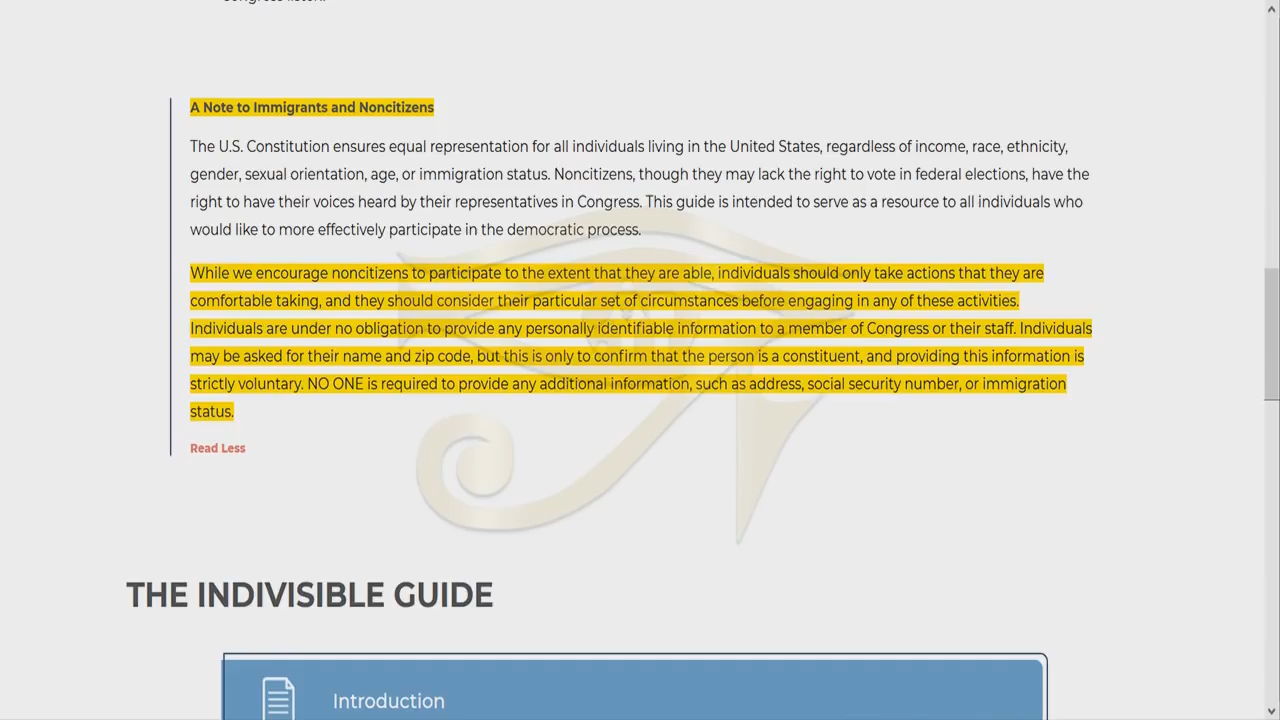 congress listen.
A Note to Immigrants and Noncitizens
The U.S. Constitution ensures equal representation for all individuals living in the United States, regardless of income, race, ethnicity,
gender, sexual orientation, age, or immigration status. Noncitizens, though they may lack the right to vote in federal elections, have the
right to have their voices heard by their representatives in Congress. This guide is intended to serve as a resource to all individuals who
would like to more effectively participate in the democratic process.
While we encourage noncitizens to participate to the extent that they are able, individuals should only take actions that they are
comfortable taking, and they should consider their particular set of circumstances before engaging in any of these activities.
Individuals are under no obligation to provide any personally identifiable information to a member of Congress or their staff. Individuals
may be asked for their name and zip code, but this is only to confirm that the person is a constituent, and providing this information is
strictly voluntary. NO ONE is required to provide any additional information, such as address, social security number, or immigration
status.
Read Less
THE INDIVISIBLE GUIDE
Introduction